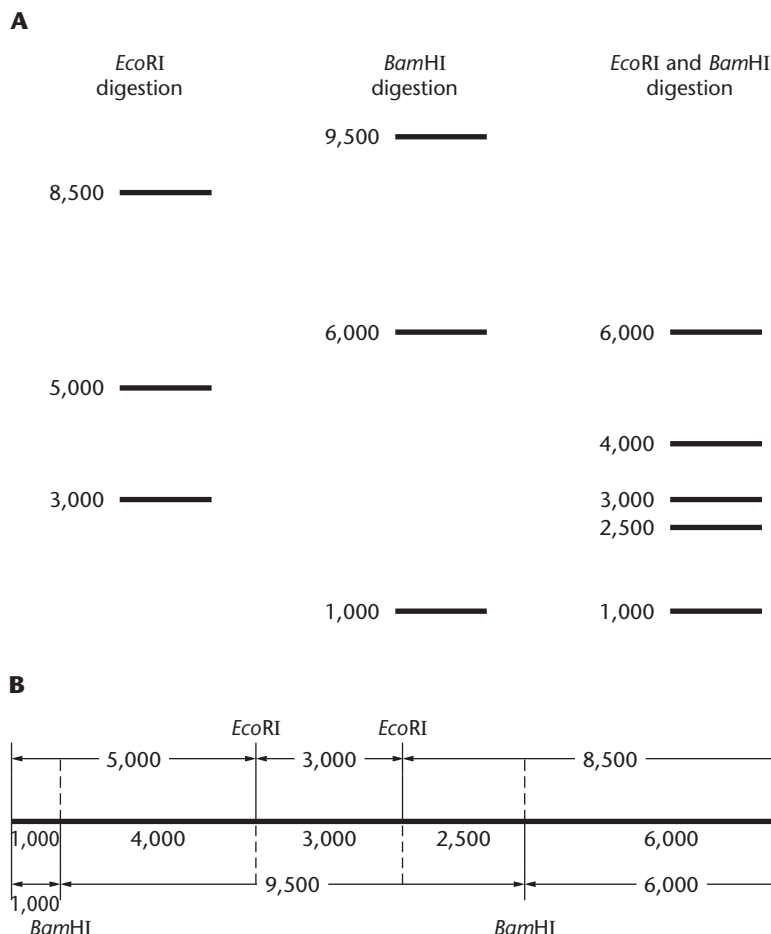 A
EcoRI digestion
BamHI digestion
EcoRI and BamHI digestion
9,500
8,500
6,000 6,000
5,000
4,000
3,000 3,000
2,500
1,000 1,000
B
EcoRI EcoRI
5,000 3,000 8,500
1,000 4,000 3,000 2,500 6,000
9,500 6,000
1,000
BamHI BamHI